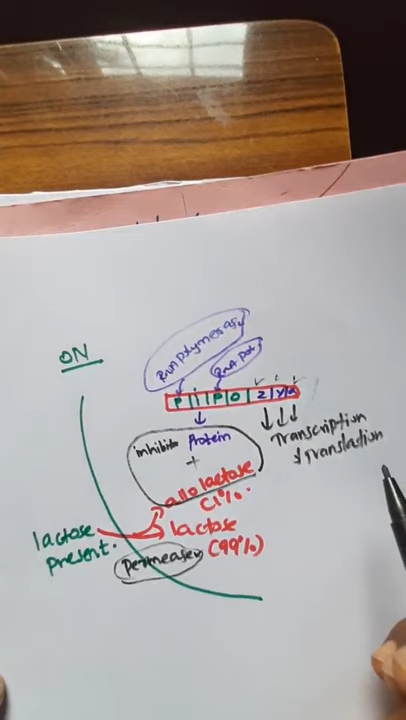 ON
RNA polymerase
RNA pol
P i P O Z Y a
inhibitor Protein
+
allolactose
(1%)
Transcription
& Translation
lactose
present.
lactose
(99%)
Permease